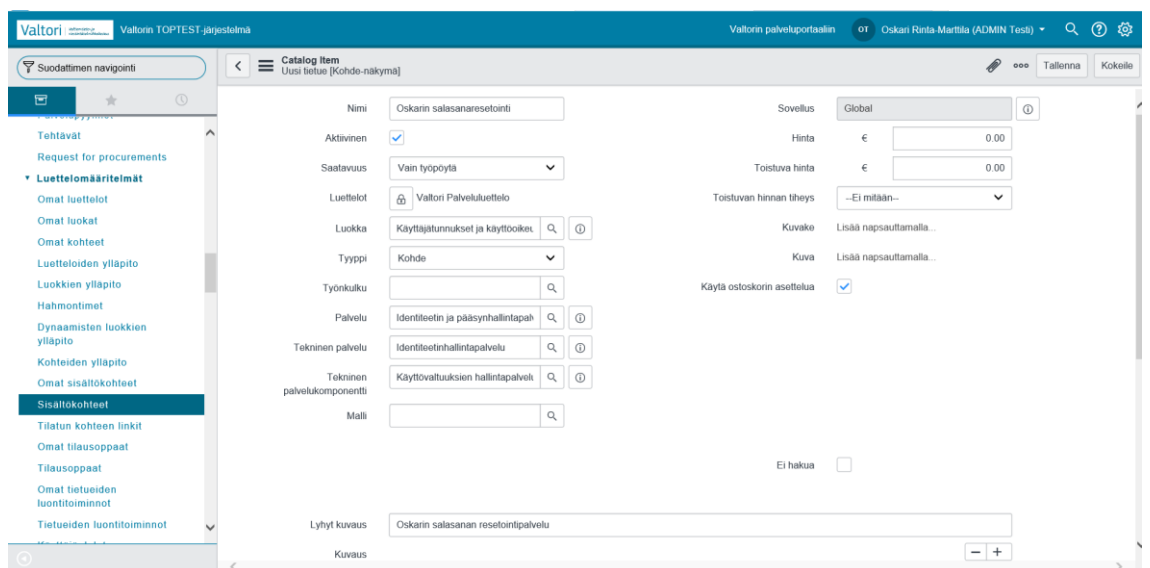 Valtori
Valtorin TOPTEST-järjestelmä
Valtorin palveluportaaliin
OT
Oskari Rinta-Marttila (ADMIN Testi)
Suodattimen navigointi
Catalog Item
Uusi tietue [Kohde-näkymä]
Tallenna
Kokeile
Tehtävät
Request for procurements
Luettelomääritelmät
Omat luettelot
Omat luokat
Omat kohteet
Luetteloiden ylläpito
Luokkien ylläpito
Hahmontimet
Dynaamisten luokkien
ylläpito
Kohteiden ylläpito
Omat sisältökohteet
Sisältökohteet
Tilatun kohteen linkit
Omat tilausoppaat
Tilausoppaat
Omat tietueiden
luontitoiminnot
Tietueiden luontitoiminnot
Nimi Oskarin salasanaresetointi
Aktiivinen
Saatavuus Vain työpöytä
Luettelot Valtori Palveluluettelo
Luokka Käyttäjätunnukset ja käyttöoikeu
Tyyppi Kohde
Työnkulku
Palvelu Identiteetin ja pääsynhallintapalv
Tekninen palvelu Identiteetinhallintapalvelu
Tekninen
palvelukomponentti Käyttövaltuuksien hallintapalvelu
Malli
Sovellus Global
Hinta € 0.00
Toistuva hinta € 0.00
Toistuvan hinnan tiheys --Ei mitään--
Kuvake Lisää napsauttamalla...
Kuva Lisää napsauttamalla...
Käytä ostoskorin asettelua
Ei hakua
Lyhyt kuvaus Oskarin salasanan resetointipalvelu
Kuvaus